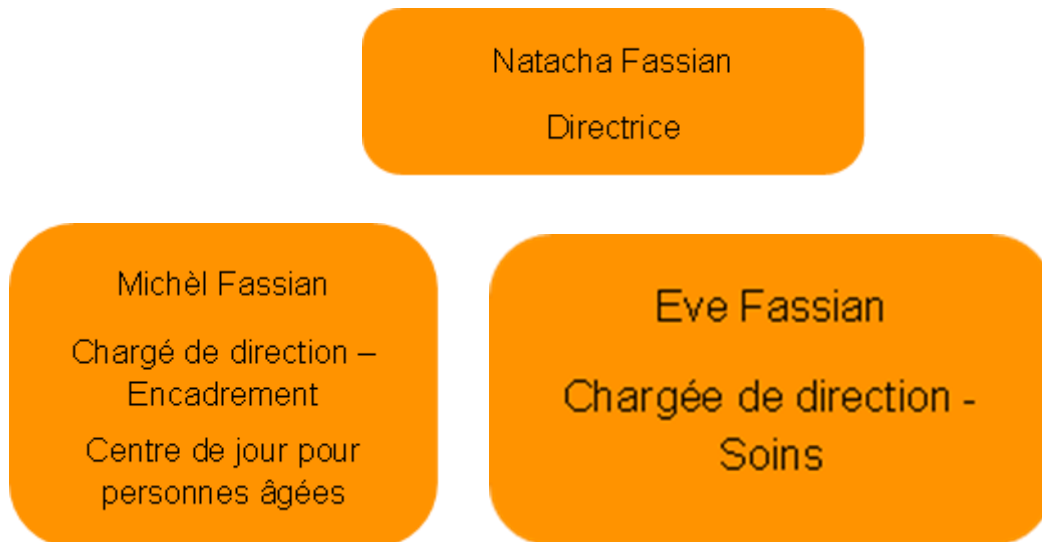 Natacha Fassian
Directrice
Michèl Fassian
Chargé de direction –
Encadrement
Centre de jour pour
personnes âgées
Eve Fassian
Chargée de direction -
Soins